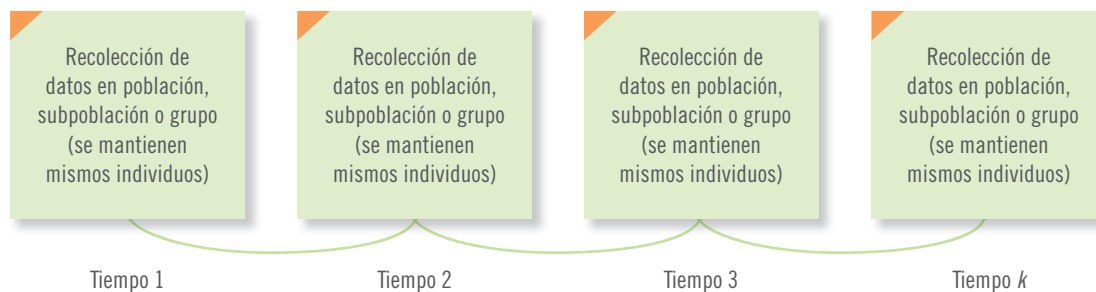 Recolección de
datos en población,
subpoblación o grupo
(se mantienen
mismos individuos)
Recolección de
datos en población,
subpoblación o grupo
(se mantienen
mismos individuos)
Recolección de
datos en población,
subpoblación o grupo
(se mantienen
mismos individuos)
Recolección de
datos en población,
subpoblación o grupo
(se mantienen
mismos individuos)
Tiempo 1
Tiempo 2
Tiempo 3
Tiempo k